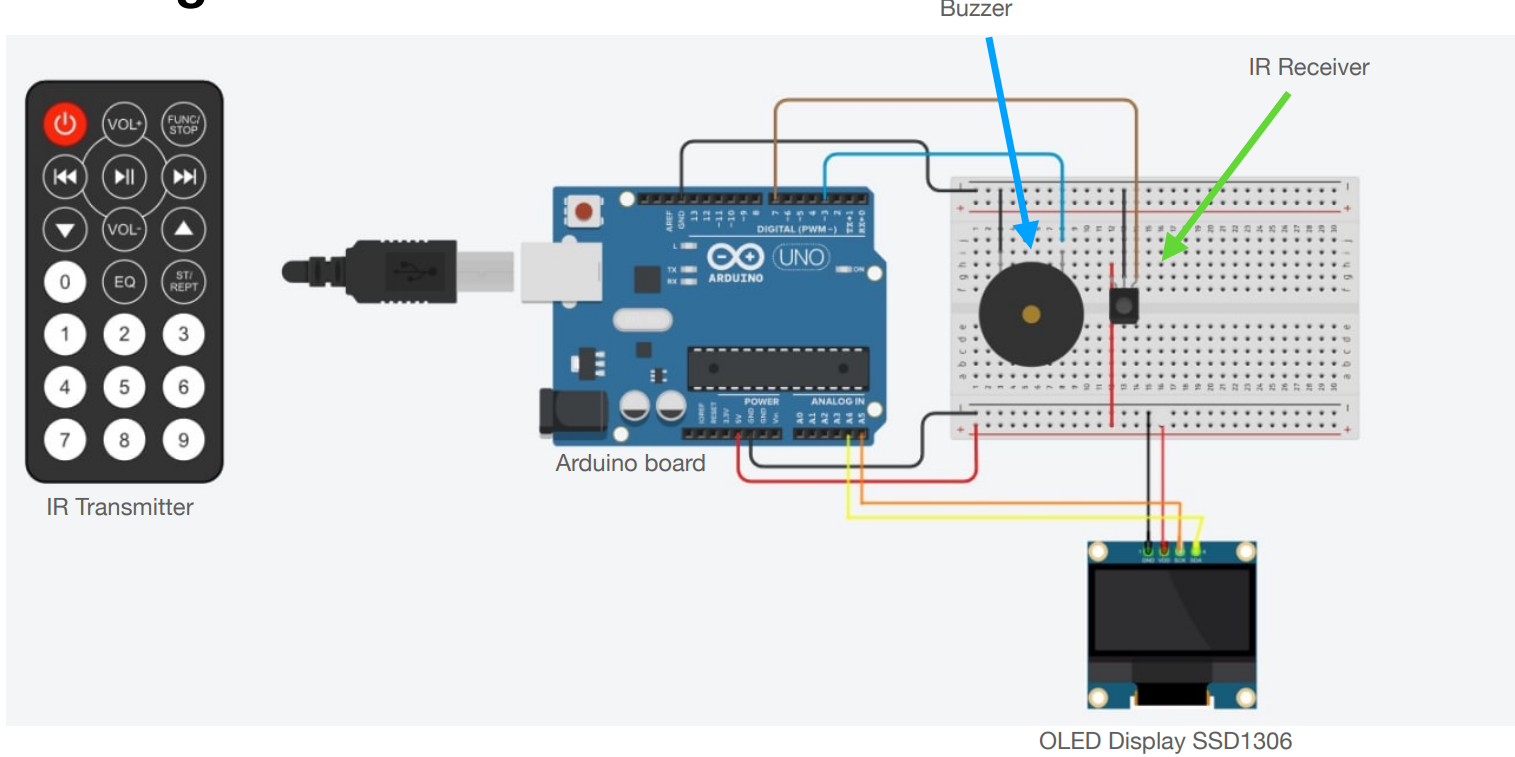 Buzzer
IR Receiver
VOL+
FUNC/
STOP
VOL-
0
EQ
ST/
REPT
1
2
3
4
5
6
7
8
9
IR Transmitter
AREF
GND
13
12
~11
~10
~9
8
7
~6
~5
4
~3
2
TX→1
RX←0
DIGITAL (PWM~)
L
TX
RX
ARDUINO
UNO
ON
POWER
ANALOG IN
IOREF
RESET
3.3V
5V
GND
GND
Vin
A0
A1
A2
A3
A4
A5
Arduino board
GND
VDD
SCK
SDA
OLED Display SSD1306